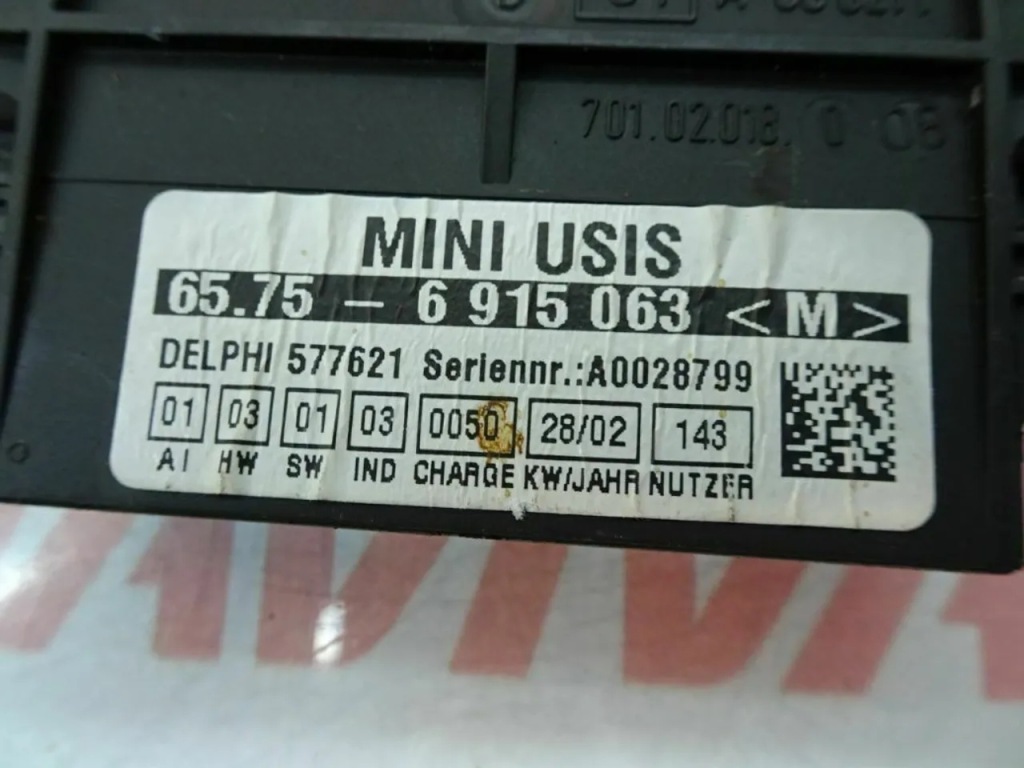 701.02.018.0 08
MINI USIS
65.75 – 6 915 063 <M>
DELPHI 577621 Seriennr.:A0028799
01 03 01 03 0050 28/02 143
AI HW SW IND CHARGE KW/JAHR NUTZER